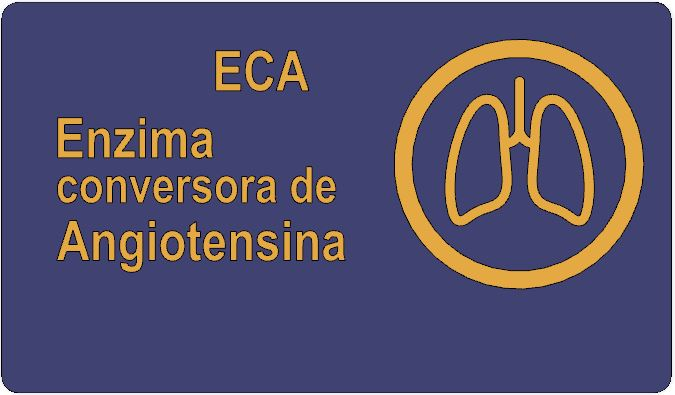 ECA
Enzima
conversora de
Angiotensina